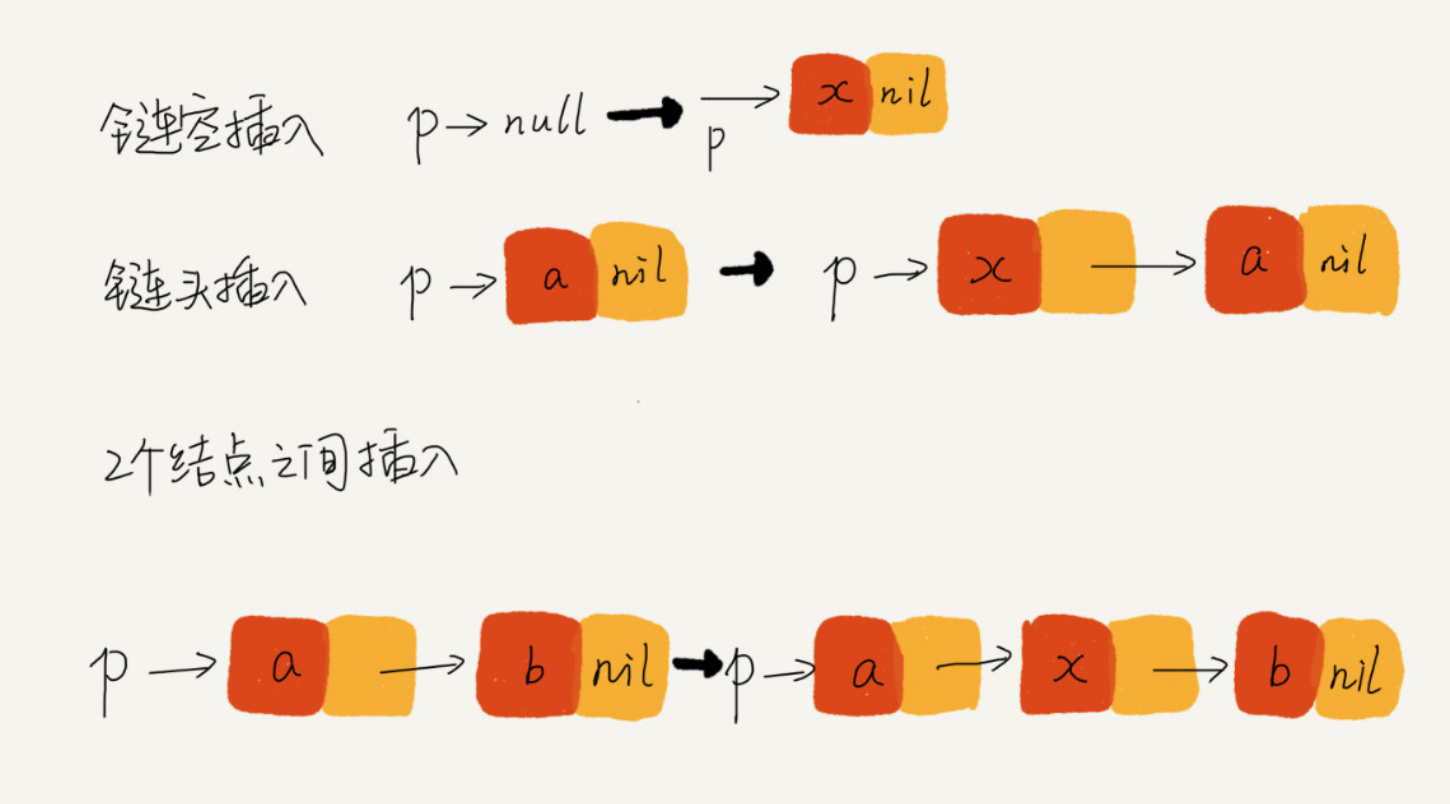 链空插入 p→null p x nil
链头插入 p→ a nil p→ x → a nil
2个结点之间插入
p→ a → b nil p→ a → x → b nil